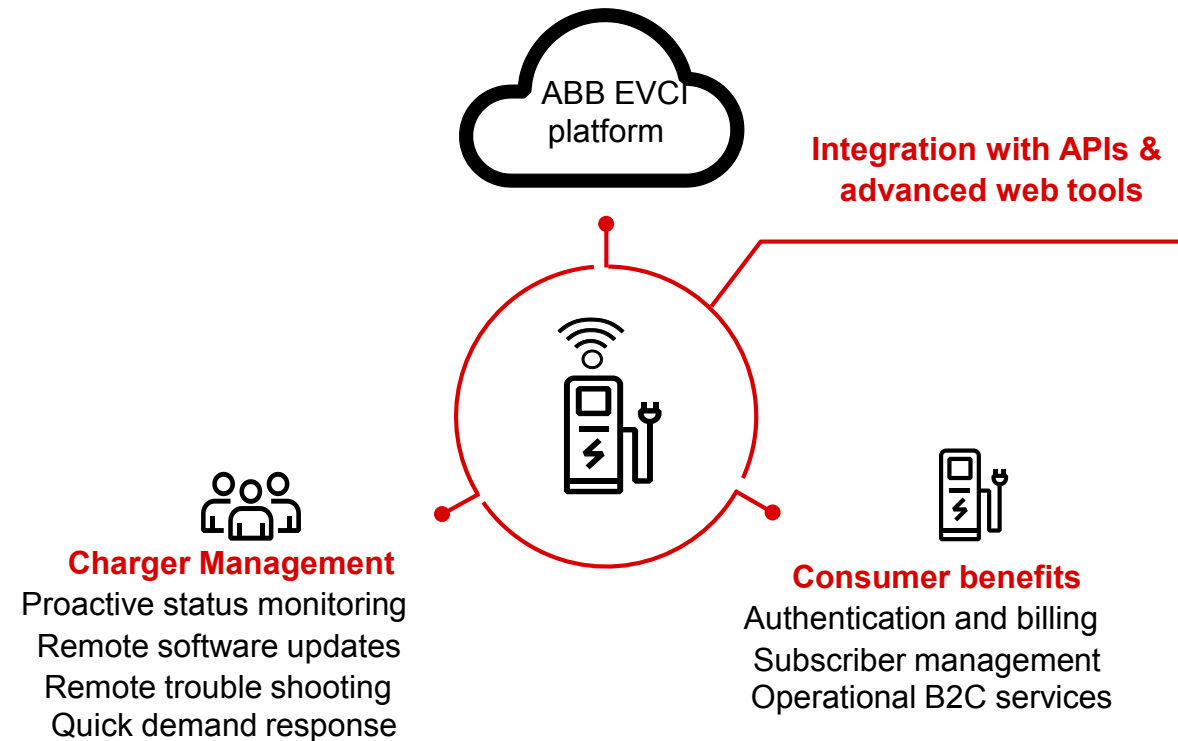 ABB EVCI
platform
Integration with APIs &
advanced web tools
Charger Management
Proactive status monitoring
Remote software updates
Remote trouble shooting
Quick demand response
Consumer benefits
Authentication and billing
Subscriber management
Operational B2C services